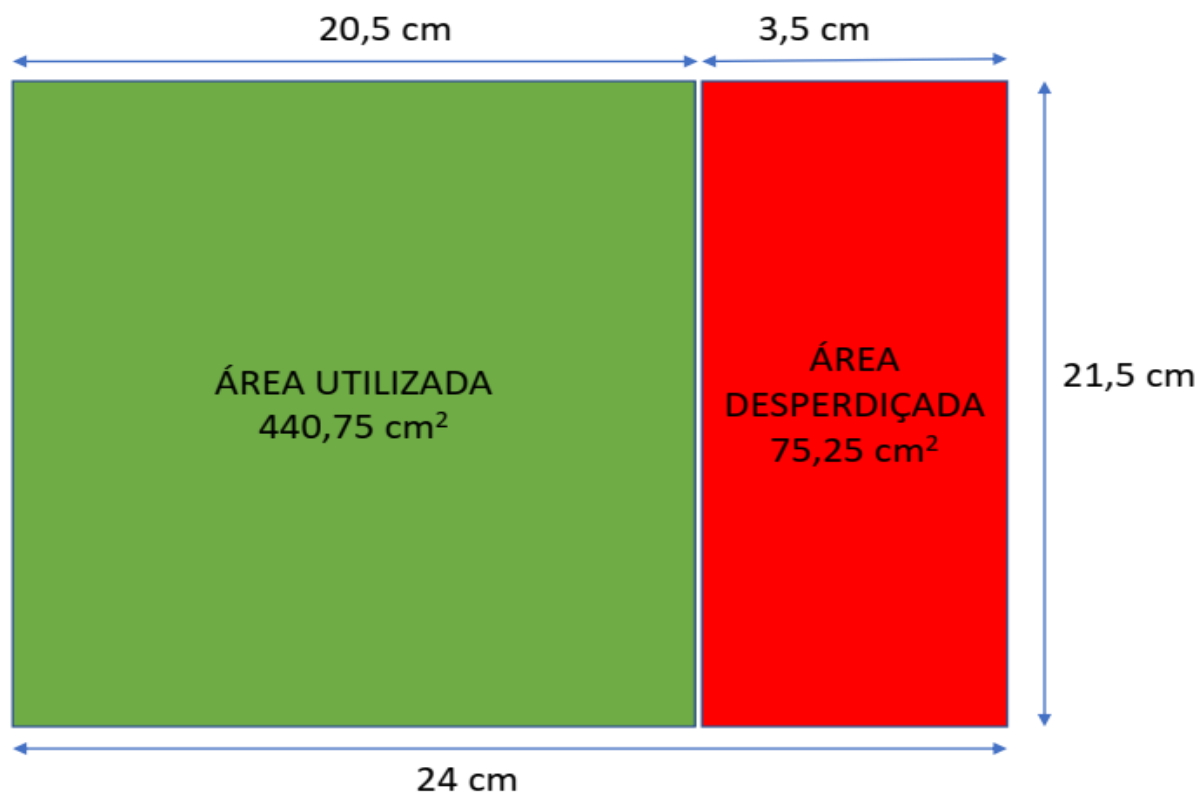 20,5 cm
3,5 cm
ÁREA UTILIZADA
440,75 cm²
ÁREA
DESPERDIÇADA
75,25 cm²
21,5 cm
24 cm